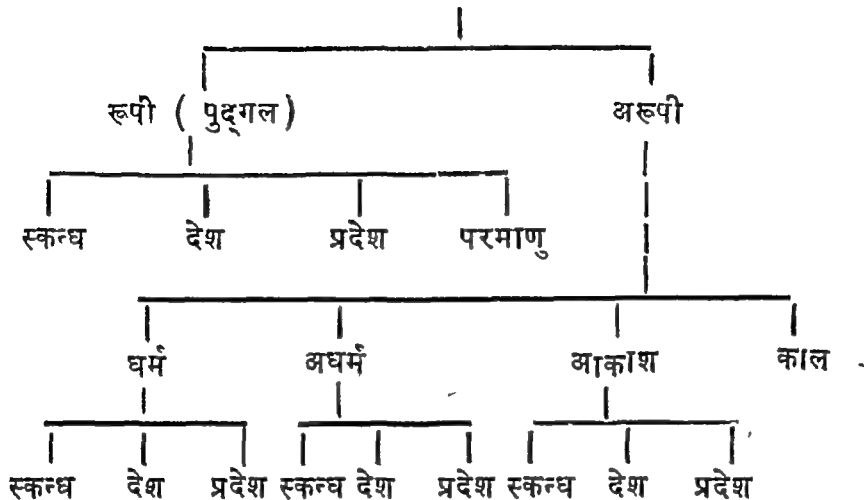 रूपी ( पुद्गल ) अरूपी
स्कन्ध देश प्रदेश परमाणु
धर्म अधर्म आकाश काल
स्कन्ध देश प्रदेश स्कन्ध देश प्रदेश स्कन्ध देश प्रदेश